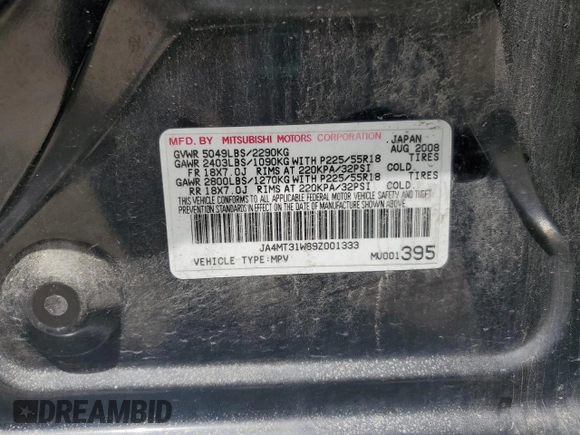 MFD. BY MITSUBISHI MOTORS CORPORATION JAPAN
GVWR 5049LBS/2290KG AUG 2008
GAWR 2403LBS/1090KG WITH P225/55R18 TIRES
FR 18X7.0J RIMS AT 220KPA/32PSI COLD.
GAWR 2800LBS/1270KG WITH P225/55R18 TIRES
RR 18X7.0J RIMS AT 220KPA/32PSI COLD.
THIS VEHICLE CONFORMS TO ALL APPLICABLE FEDERAL MOTOR VEHICLE SAFETY AND THEFT
PREVENTION STANDARDS IN EFFECT ON THE DATE OF MANUFACTURE SHOWN ABOVE.
JA4MT31W89Z001333
VEHICLE TYPE:MPV MU001395
DREAMBID